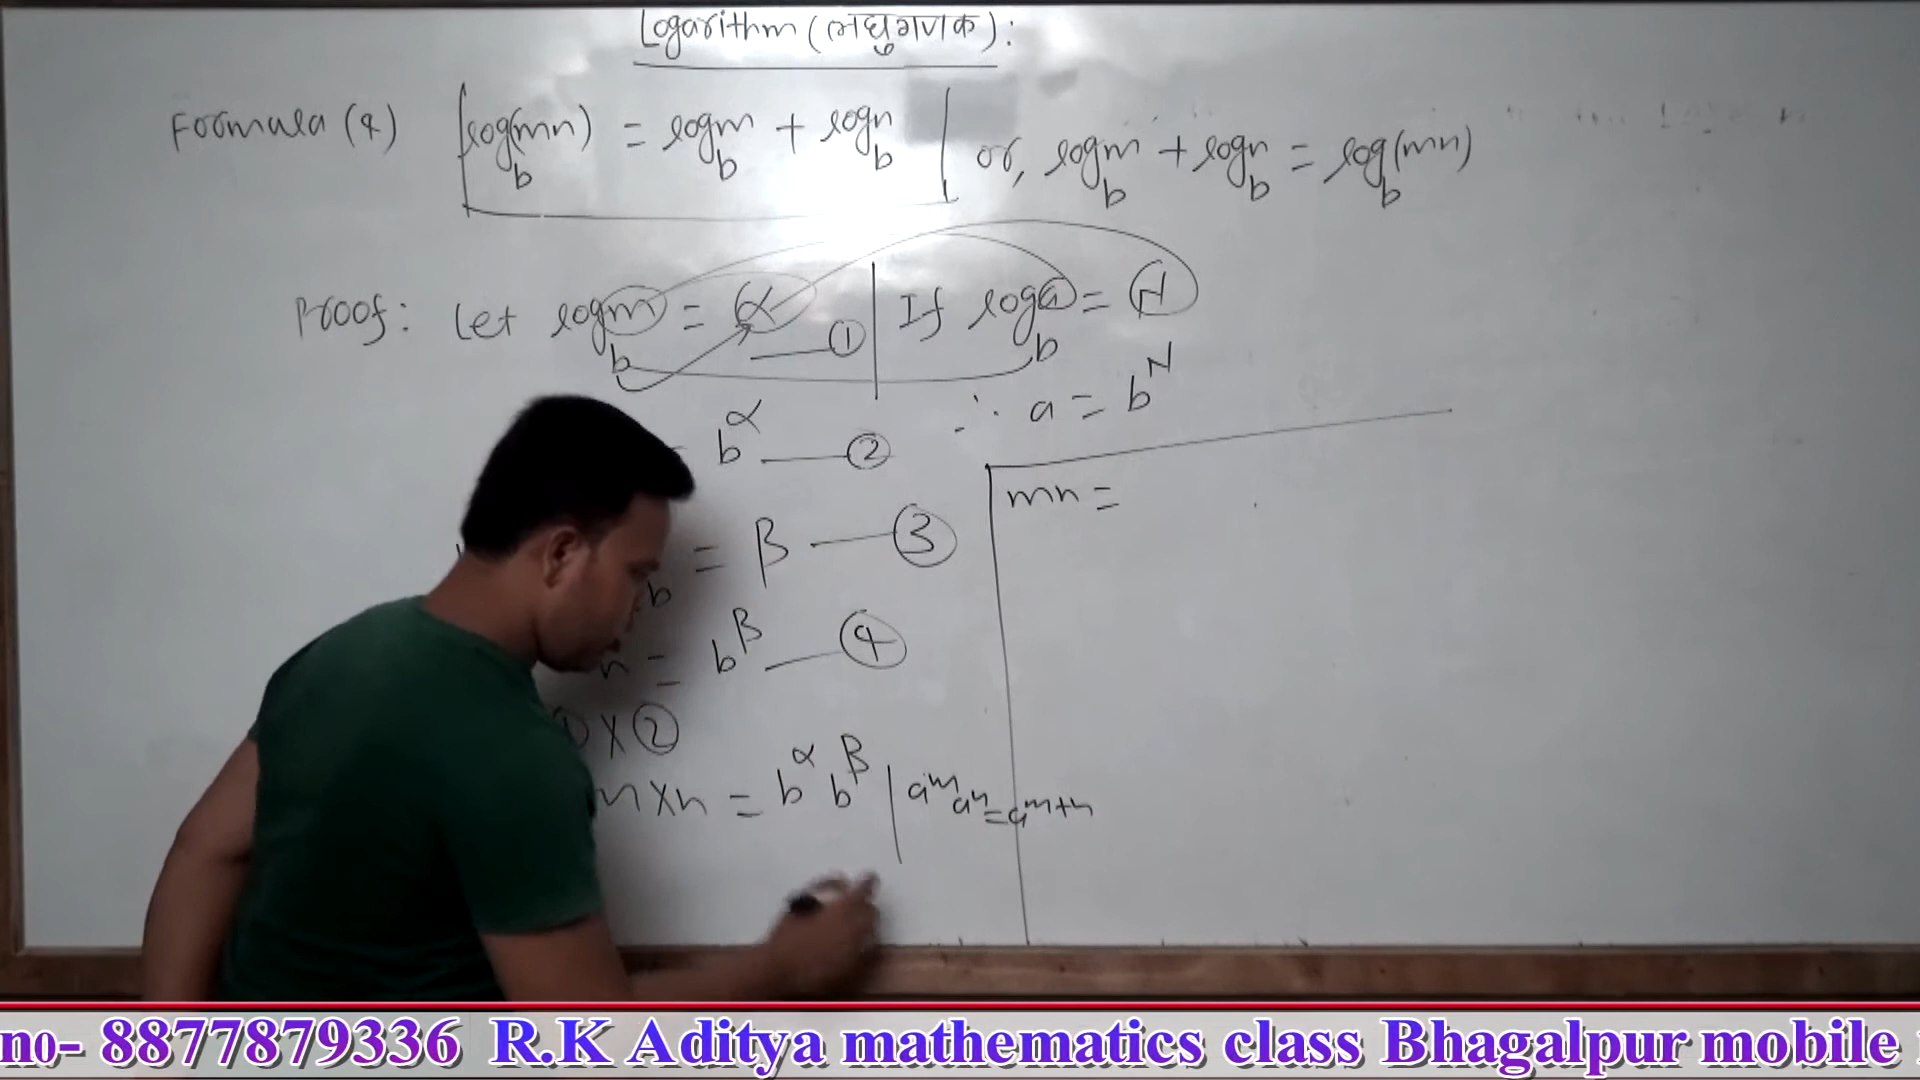 Logarithm (लघुगणक):
Formula (4) log_b(mn) = log_b m + log_b n or, log_b m + log_b n = log_b(mn)
Proof: Let log_b m = α — ① If log_b a = N
= b^α — ② ∴ a = b^N
mn =
b = β — ③
n = b^β — ④
① X ②
m X n = b^α b^β | a^m a^n = a^m+n
no- 8877879336 R.K Aditya mathematics class Bhagalpur mobile